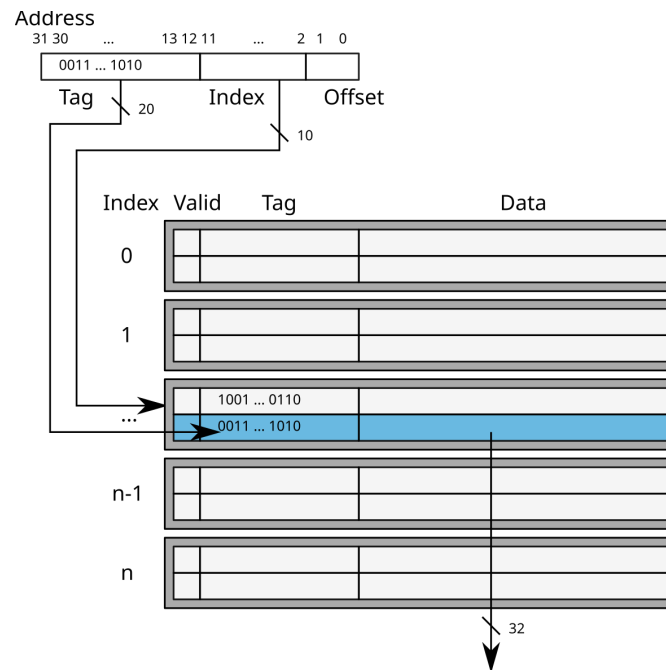 Address
31 30 ... 13 12 11 ... 2 1 0
0011 ... 1010
Tag Index Offset
20
10
Index Valid Tag Data
0
1
1001 ... 0110
...
0011 ... 1010
n-1
n
32